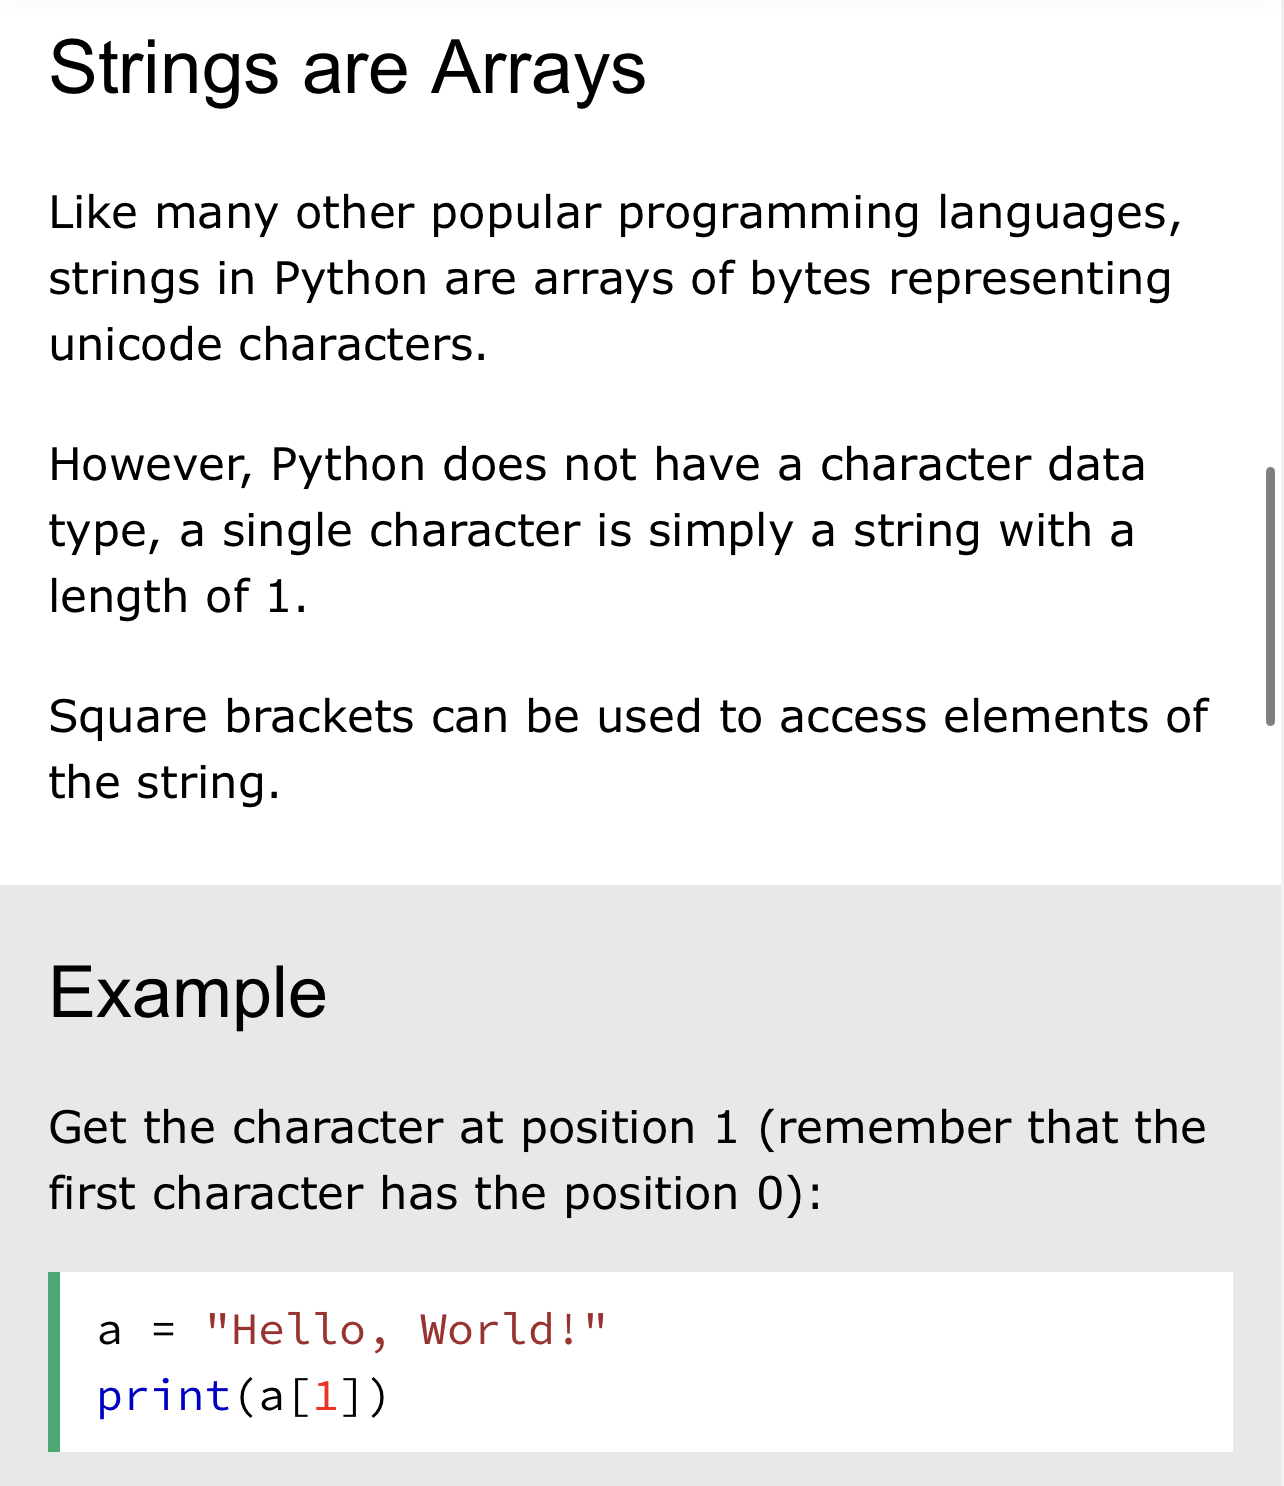 Strings are Arrays
Like many other popular programming languages,
strings in Python are arrays of bytes representing
unicode characters.
However, Python does not have a character data
type, a single character is simply a string with a
length of 1.
Square brackets can be used to access elements of
the string.
Example
Get the character at position 1 (remember that the
first character has the position 0):
a = "Hello, World!"
print(a[1])